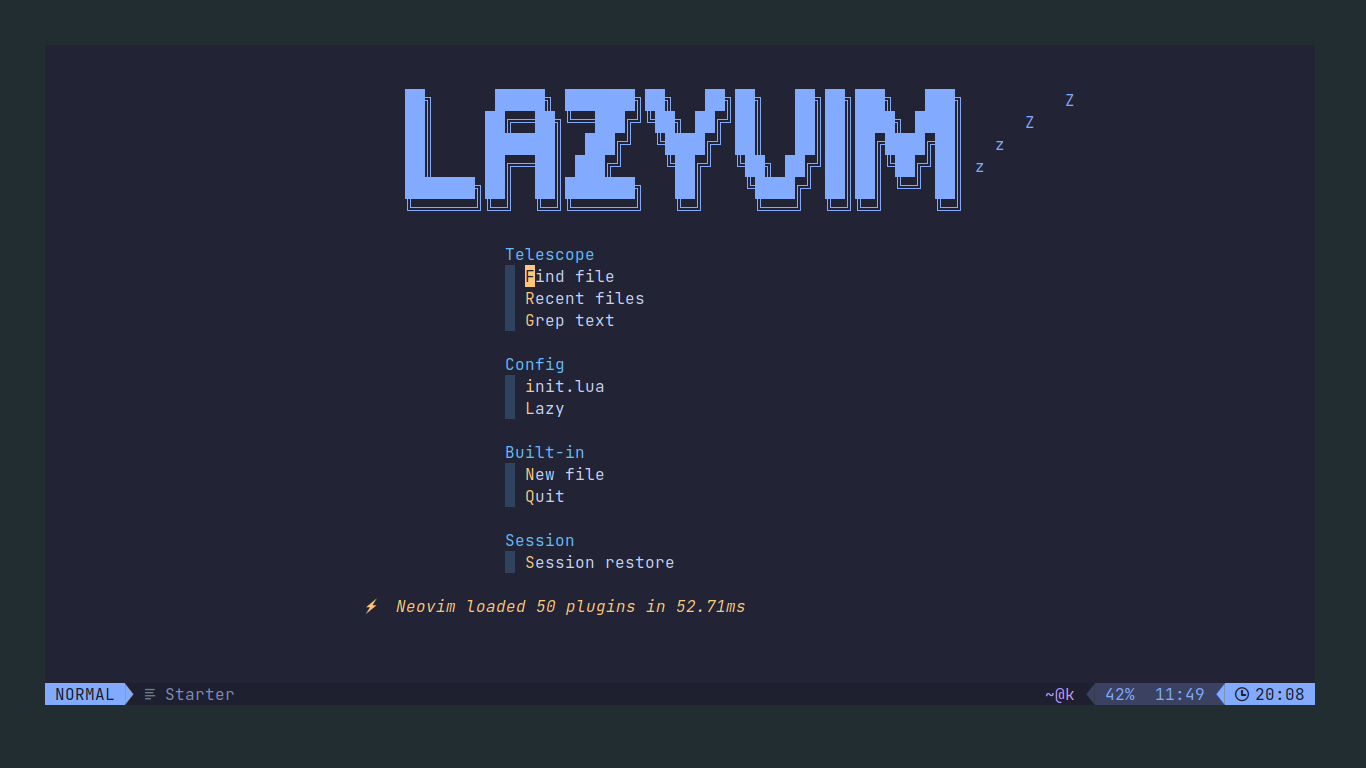 LAZYVIM
Z
Z
z
z
Telescope
Find file
Recent files
Grep text
Config
init.lua
Lazy
Built-in
New file
Quit
Session
Session restore
⚡ Neovim loaded 50 plugins in 52.71ms
NORMAL Starter ~@k 42% 11:49 20:08